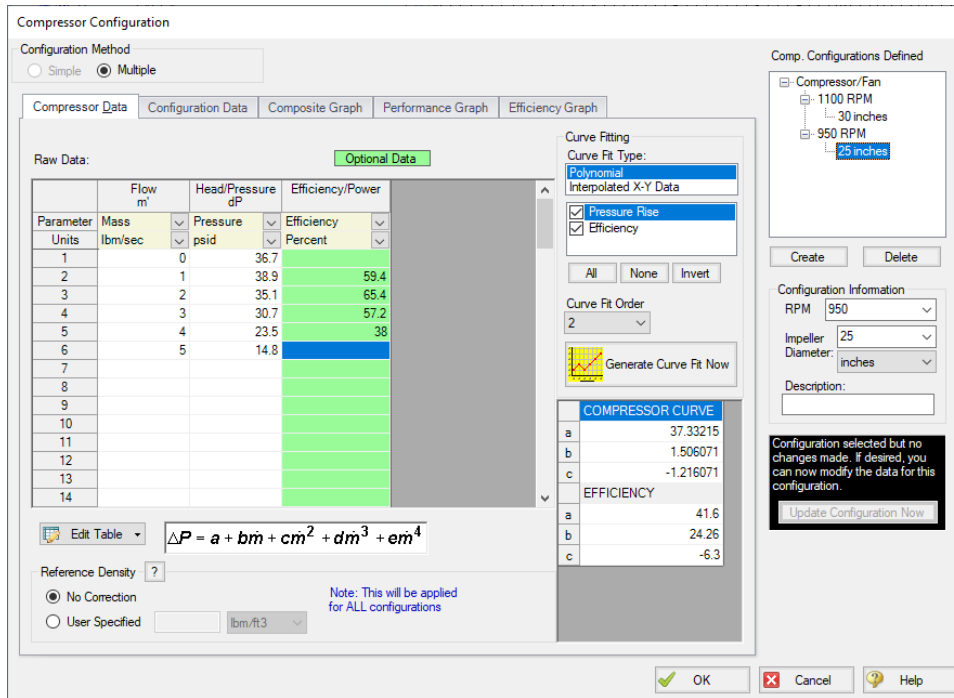 Compressor Configuration
Configuration Method
Simple Multiple
Compressor Data Configuration Data Composite Graph Performance Graph Efficiency Graph
Raw Data:
Optional Data
Flow Head/Pressure Efficiency/Power
m' dP
Parameter Mass Pressure Efficiency
Units lbm/sec psid Percent
1 0 36.7
2 1 38.9 59.4
3 2 35.1 65.4
4 3 30.7 57.2
5 4 23.5 38
6 5 14.8
7
8
9
10
11
12
13
14
Edit Table
ΔP = a + bṁ + cṁ² + dṁ³ + eṁ⁴
Reference Density ?
No Correction
User Specified lbm/ft3
Note: This will be applied
for ALL configurations
Curve Fitting
Curve Fit Type:
Polynomial
Interpolated X-Y Data
Pressure Rise
Efficiency
All None Invert
Curve Fit Order
2
Generate Curve Fit Now
COMPRESSOR CURVE
a 37.33215
b 1.506071
c -1.216071
EFFICIENCY
a 41.6
b 24.26
c -6.3
Comp. Configurations Defined
Compressor/Fan
1100 RPM
30 inches
950 RPM
25 inches
Create Delete
Configuration Information
RPM 950
Impeller 25
Diameter: inches
Description:
Configuration selected but no
changes made. If desired, you
can now modify the data for this
configuration.
Update Configuration Now
OK Cancel Help